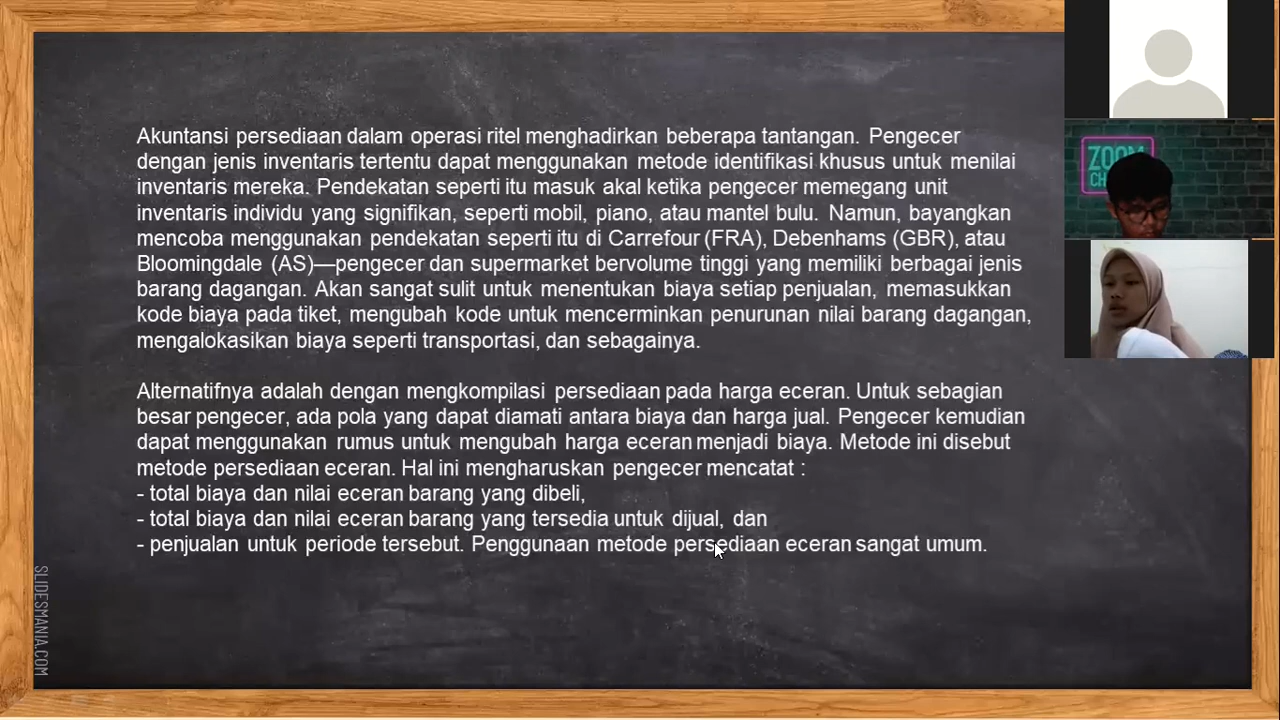 Akuntansi persediaan dalam operasi ritel menghadirkan beberapa tantangan. Pengecer
dengan jenis inventaris tertentu dapat menggunakan metode identifikasi khusus untuk menilai
inventaris mereka. Pendekatan seperti itu masuk akal ketika pengecer memegang unit
inventaris individu yang signifikan, seperti mobil, piano, atau mantel bulu. Namun, bayangkan
mencoba menggunakan pendekatan seperti itu di Carrefour (FRA), Debenhams (GBR), atau
Bloomingdale (AS)—pengecer dan supermarket bervolume tinggi yang memiliki berbagai jenis
barang dagangan. Akan sangat sulit untuk menentukan biaya setiap penjualan, memasukkan
kode biaya pada tiket, mengubah kode untuk mencerminkan penurunan nilai barang dagangan,
mengalokasikan biaya seperti transportasi, dan sebagainya.
Alternatifnya adalah dengan mengkompilasi persediaan pada harga eceran. Untuk sebagian
besar pengecer, ada pola yang dapat diamati antara biaya dan harga jual. Pengecer kemudian
dapat menggunakan rumus untuk mengubah harga eceran menjadi biaya. Metode ini disebut
metode persediaan eceran. Hal ini mengharuskan pengecer mencatat :
- total biaya dan nilai eceran barang yang dibeli,
- total biaya dan nilai eceran barang yang tersedia untuk dijual, dan
- penjualan untuk periode tersebut. Penggunaan metode persediaan eceran sangat umum.
SLIDESMANIA.COM
ZOOM